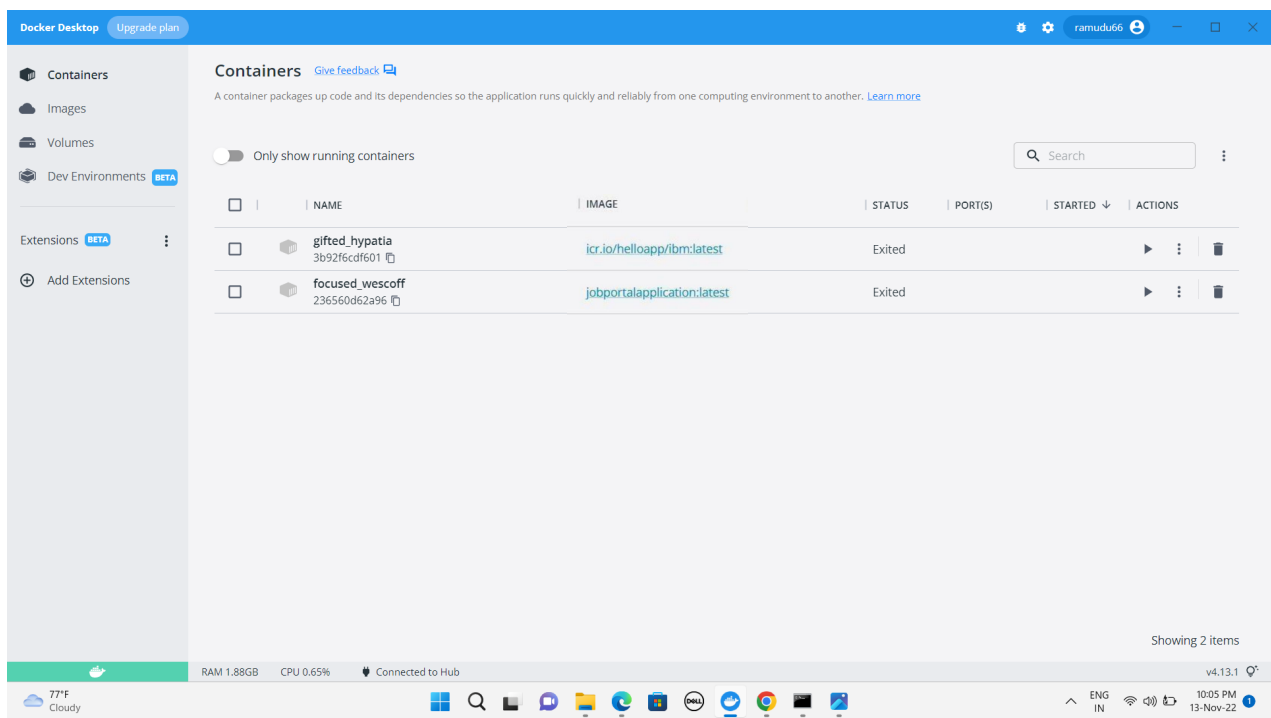 Docker Desktop Upgrade plan ramudu66
Containers
Images
Volumes
Dev Environments BETA
Extensions BETA
Add Extensions
Containers Give feedback
A container packages up code and its dependencies so the application runs quickly and reliably from one computing environment to another. Learn more
Only show running containers Search
NAME IMAGE STATUS PORT(S) STARTED ACTIONS
gifted_hypatia icr.io/helloapp/ibm:latest Exited
3b92f6cdf601
focused_wescoff jobportalapplication:latest Exited
236560d62a96
Showing 2 items
RAM 1.88GB CPU 0.65% Connected to Hub v4.13.1
77°F
Cloudy
DELL
ENG
IN
10:05 PM
13-Nov-22
1